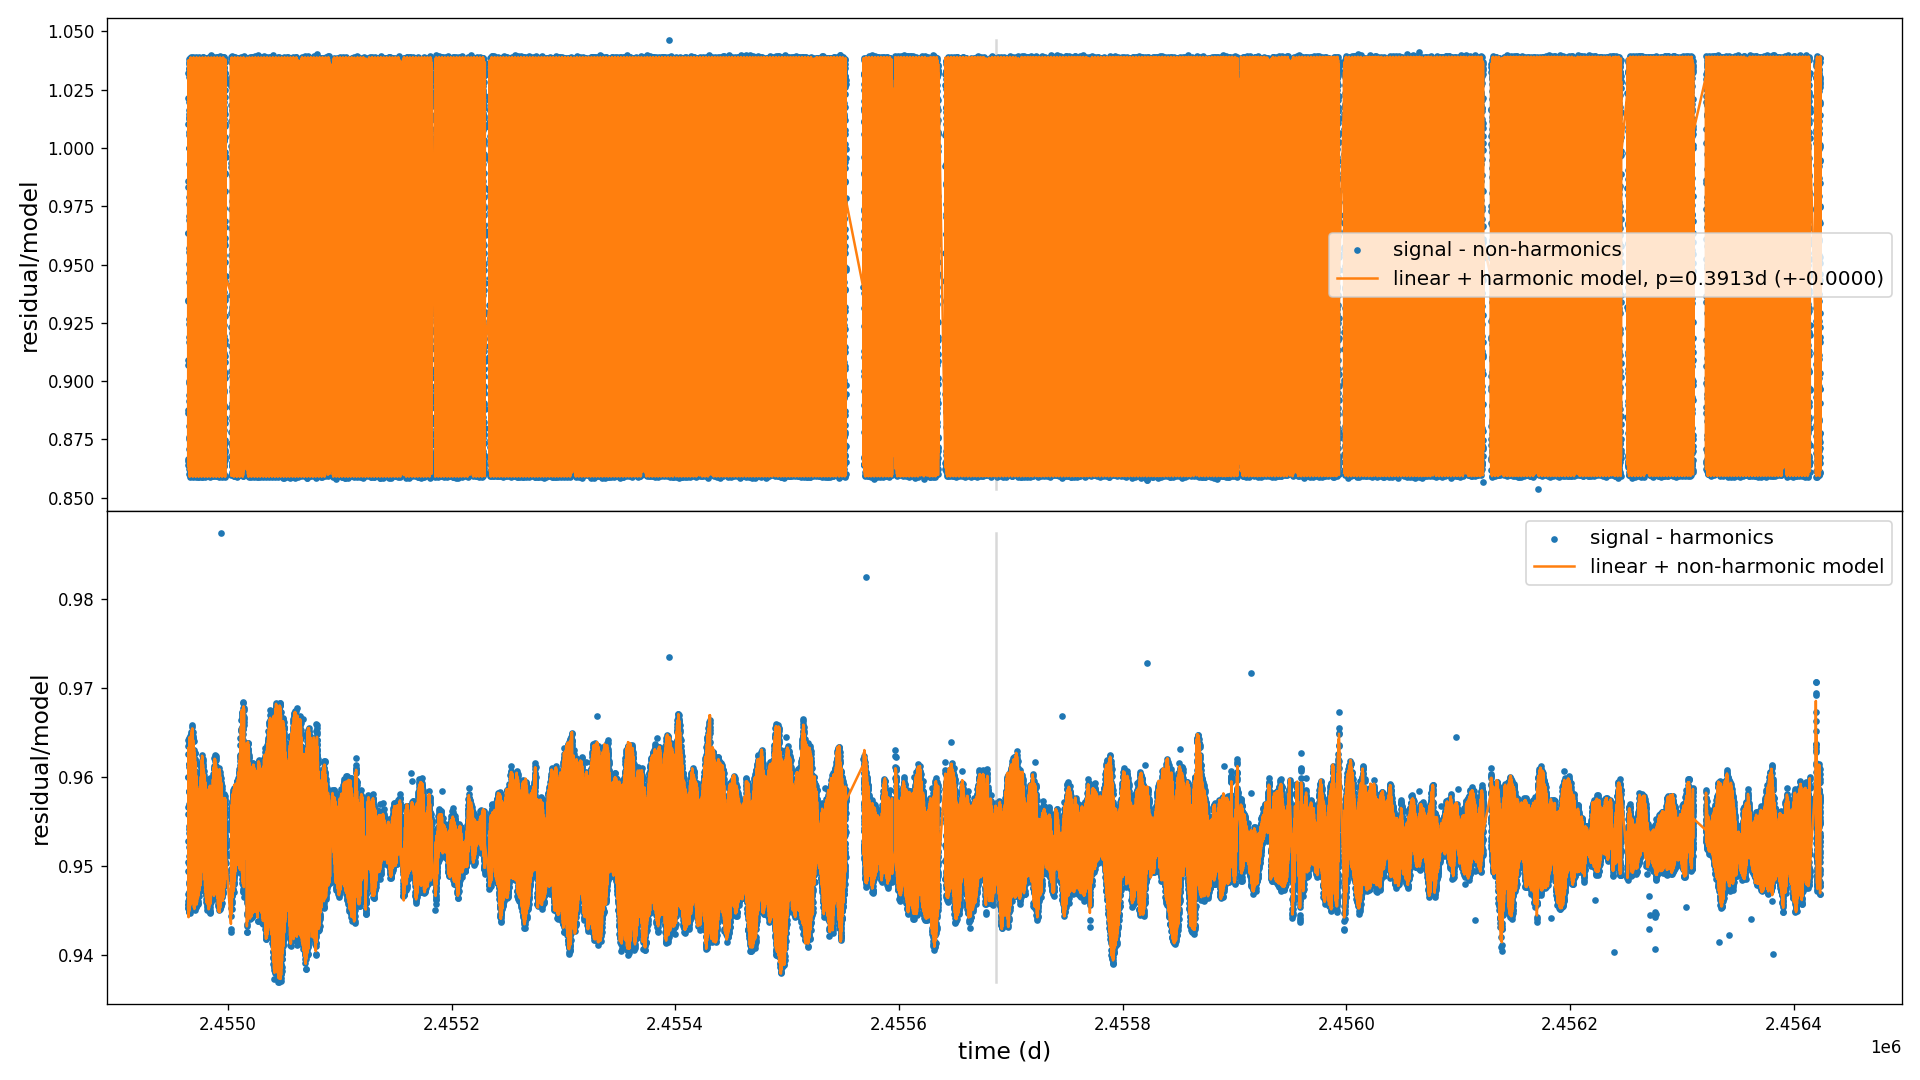 1.050
1.025
1.000
0.975
0.950
0.925
0.900
0.875
0.850
residual/model
signal - non-harmonics
linear + harmonic model, p=0.3913d (+-0.0000)
0.98
0.97
0.96
0.95
0.94
residual/model
signal - harmonics
linear + non-harmonic model
2.4550 2.4552 2.4554 2.4556 2.4558 2.4560 2.4562 2.4564
1e6
time (d)